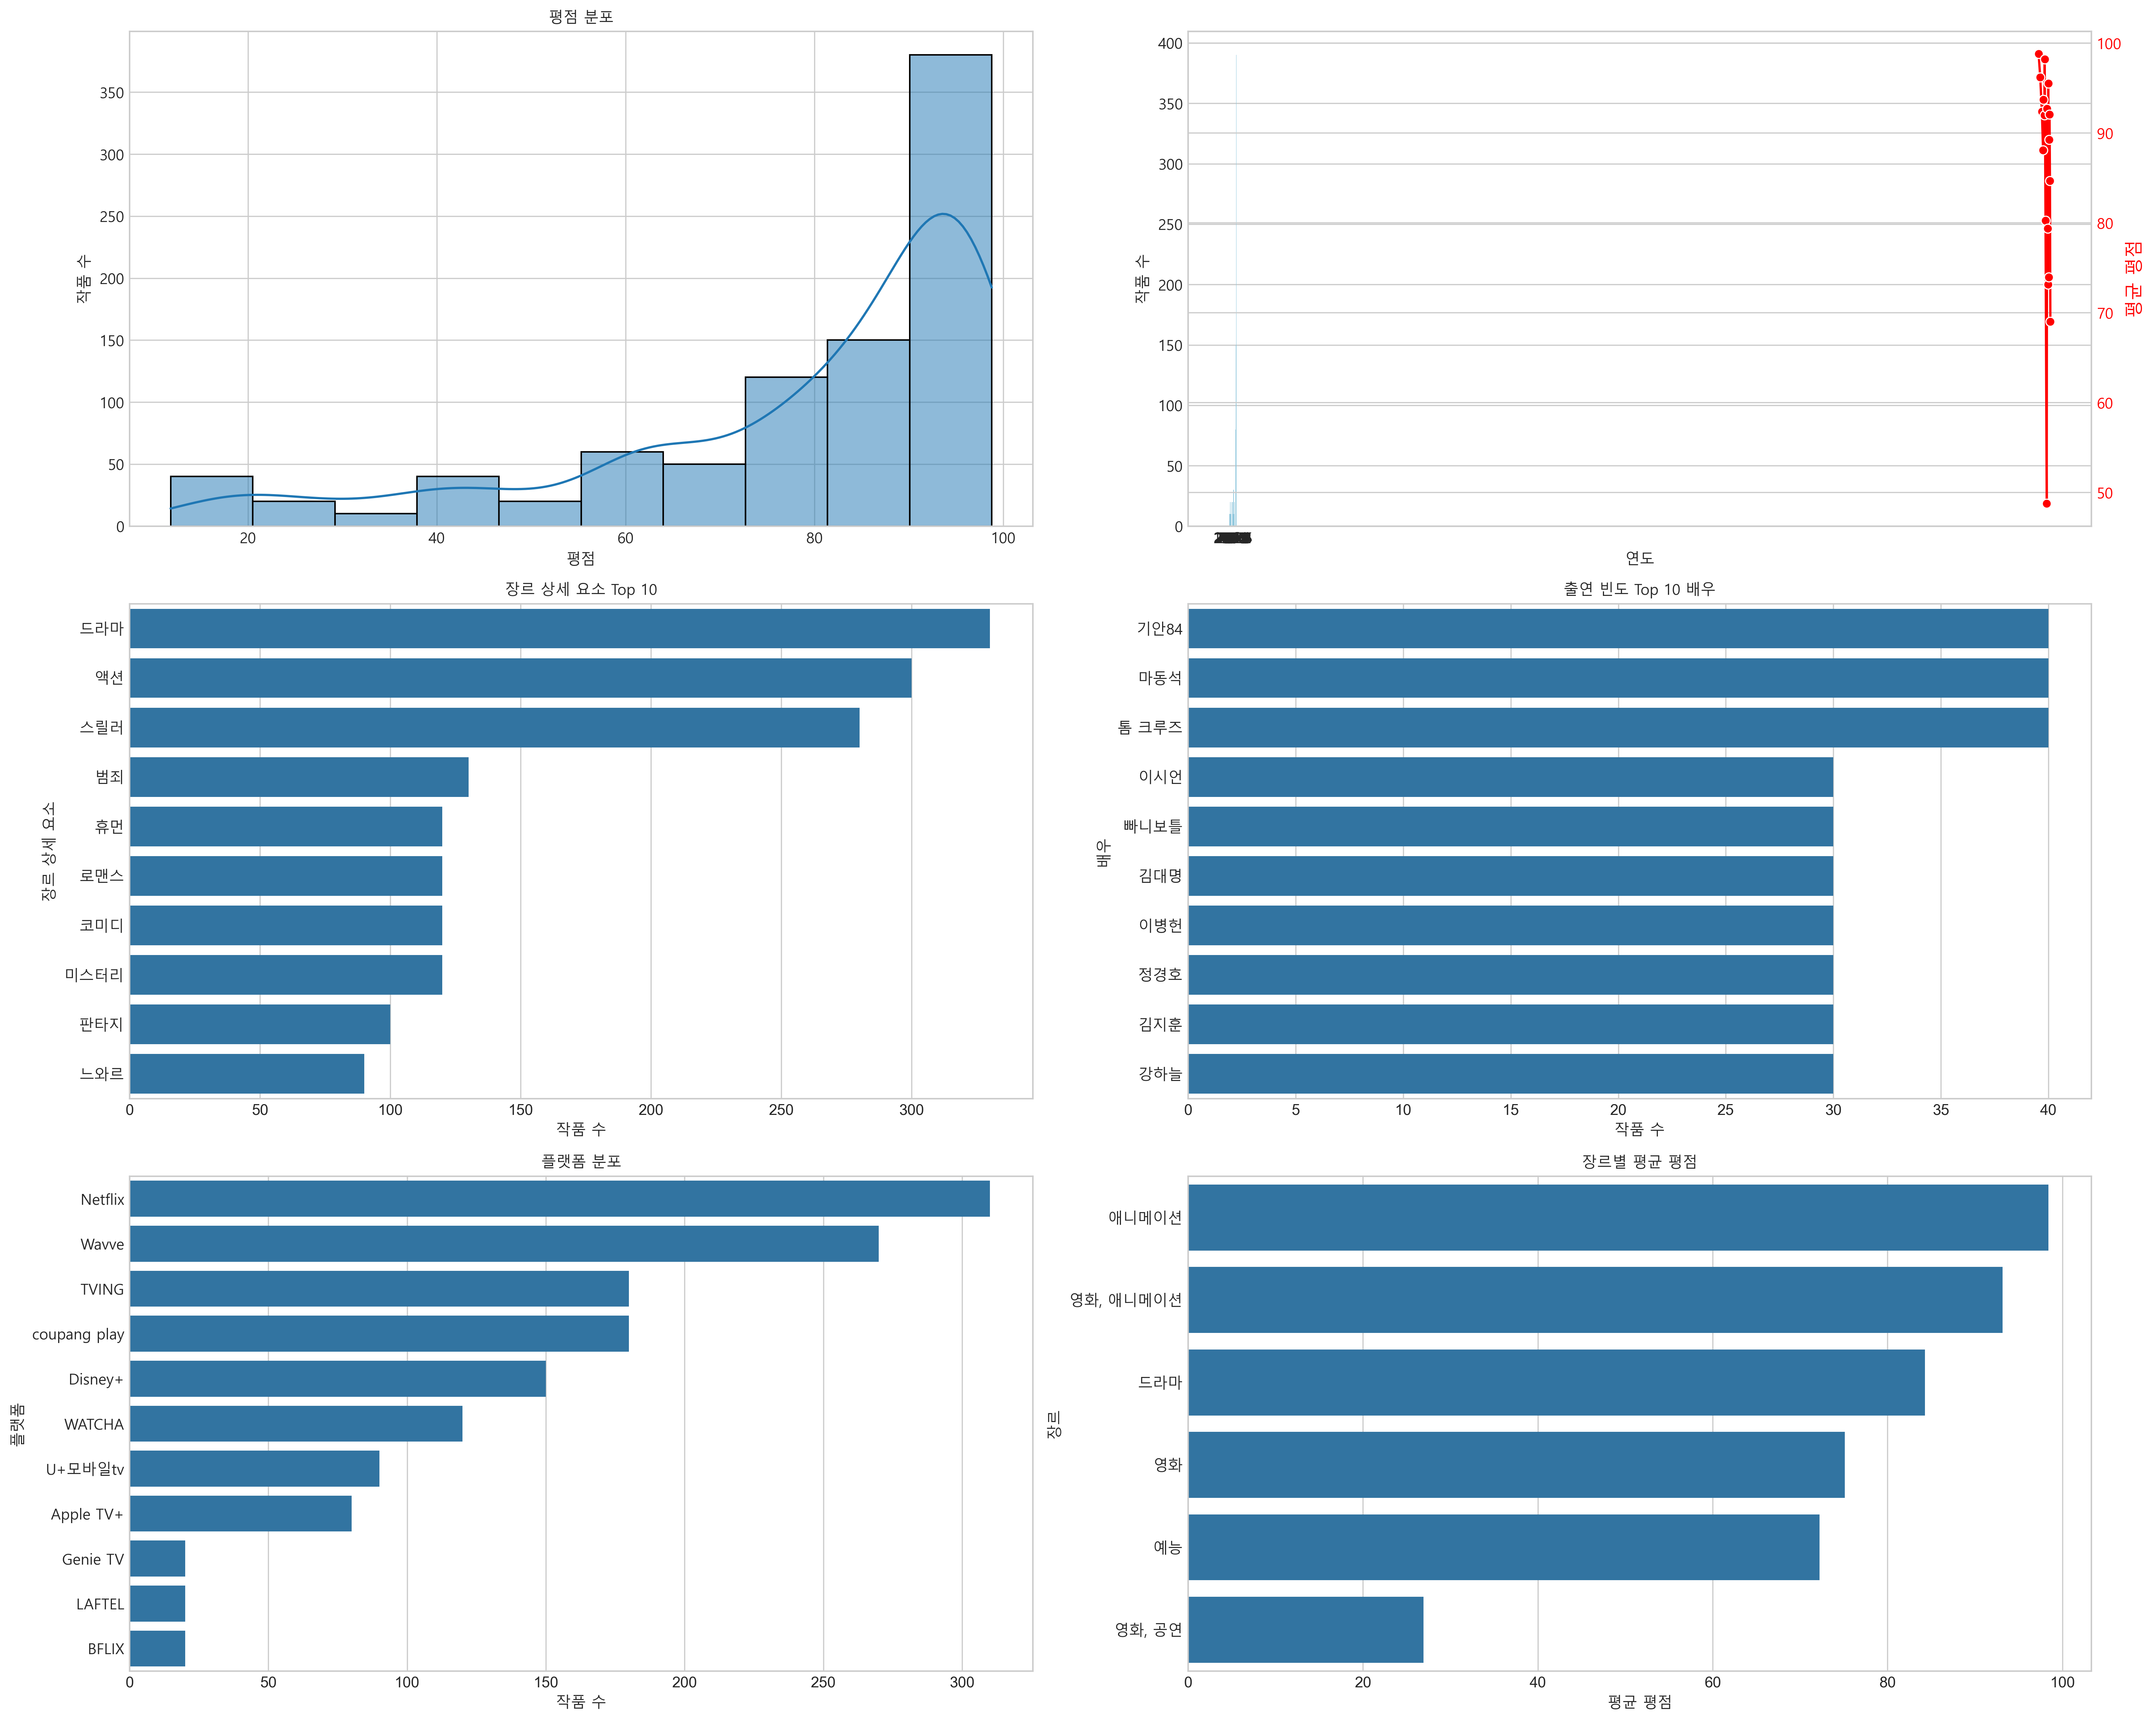 평점 분포
350
300
250
200
150
100
50
0
작품 수
20
40
60
80
100
평점
400
350
300
250
200
150
100
50
0
작품 수
100
90
80
70
60
50
평균 평점
연도
장르 상세 요소 Top 10
장르 상세 요소
드라마
액션
스릴러
범죄
휴먼
로맨스
코미디
미스터리
판타지
느와르
0
50
100
150
200
250
300
작품 수
출연 빈도 Top 10 배우
배우
기안84
마동석
톰 크루즈
이시언
빠니보틀
김대명
이병헌
정경호
김지훈
강하늘
0
5
10
15
20
25
30
35
40
작품 수
플랫폼 분포
플랫폼
Netflix
Wavve
TVING
coupang play
Disney+
WATCHA
U+모바일tv
Apple TV+
Genie TV
LAFTEL
BFLIX
0
50
100
150
200
250
300
작품 수
장르별 평균 평점
장르
애니메이션
영화, 애니메이션
드라마
영화
예능
영화, 공연
0
20
40
60
80
100
평균 평점